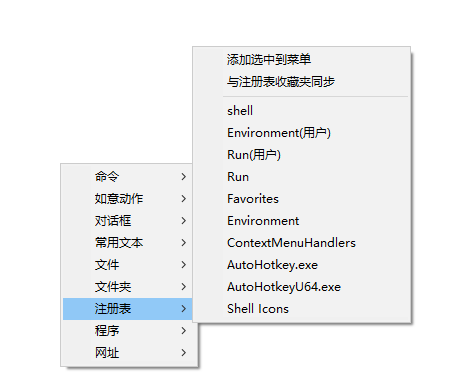 添加选中到菜单
与注册表收藏夹同步
shell
Environment(用户)
Run(用户)
Run
Favorites
Environment
ContextMenuHandlers
AutoHotkey.exe
AutoHotkeyU64.exe
Shell Icons
命令
如意动作
对话框
常用文本
文件
文件夹
注册表
程序
网址